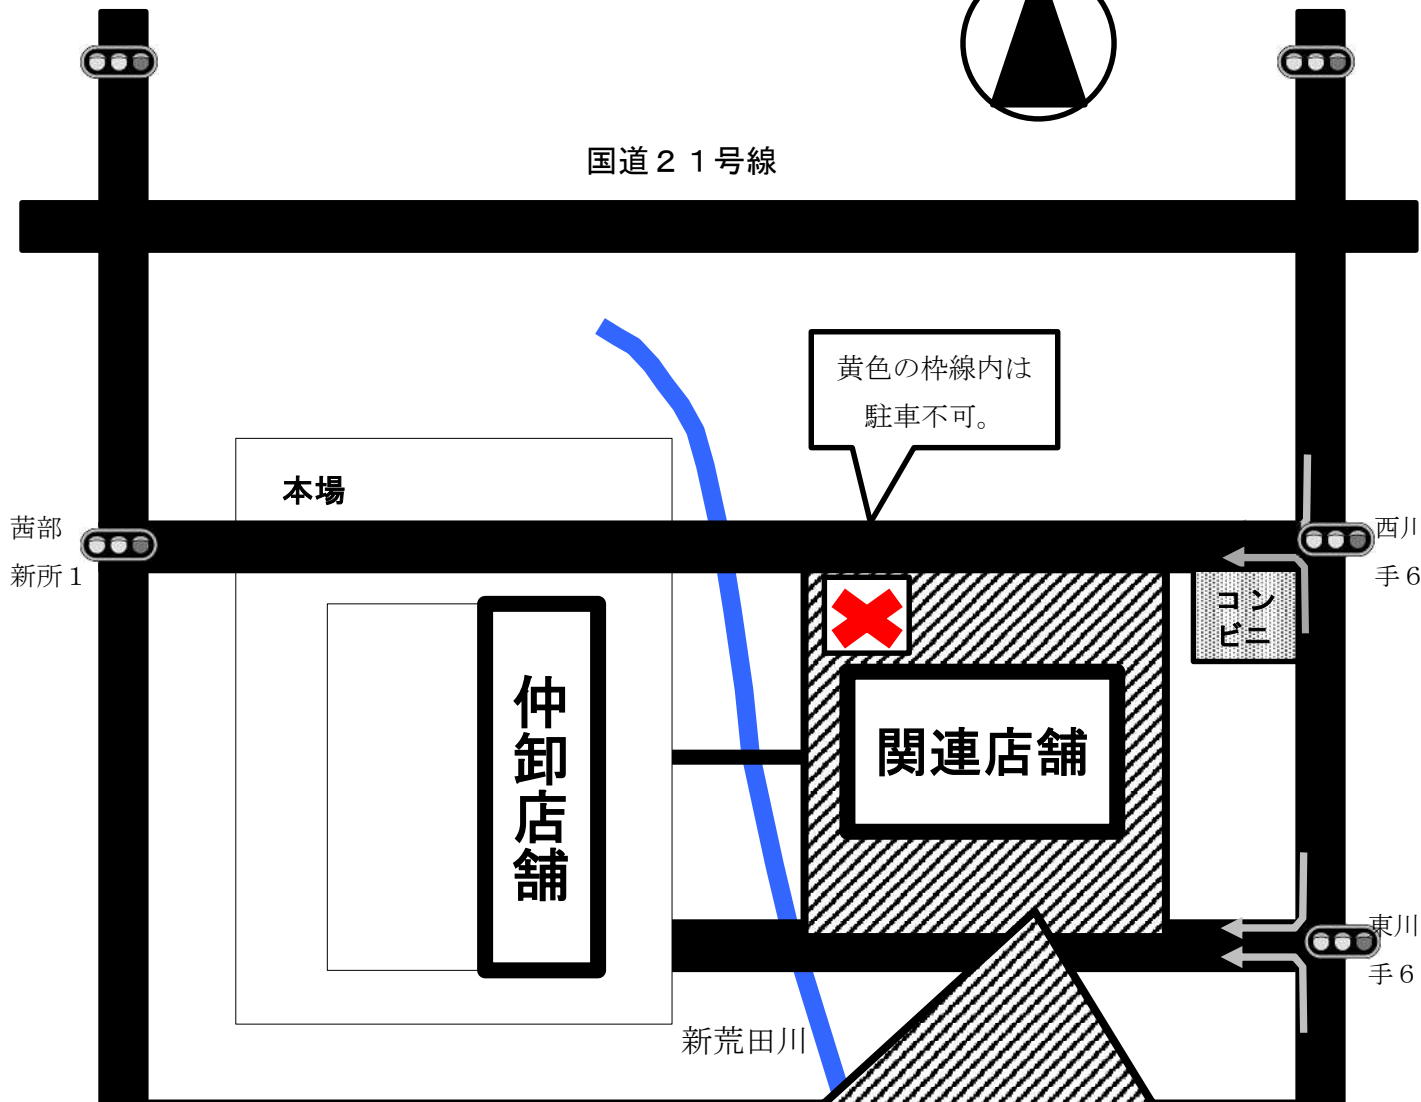 国道２１号線
黄色の枠線内は
駐車不可。
本場
茜部
新所１
西川
手６
コン
ビニ
仲卸店舗
関連店舗
東川
手６
新荒田川